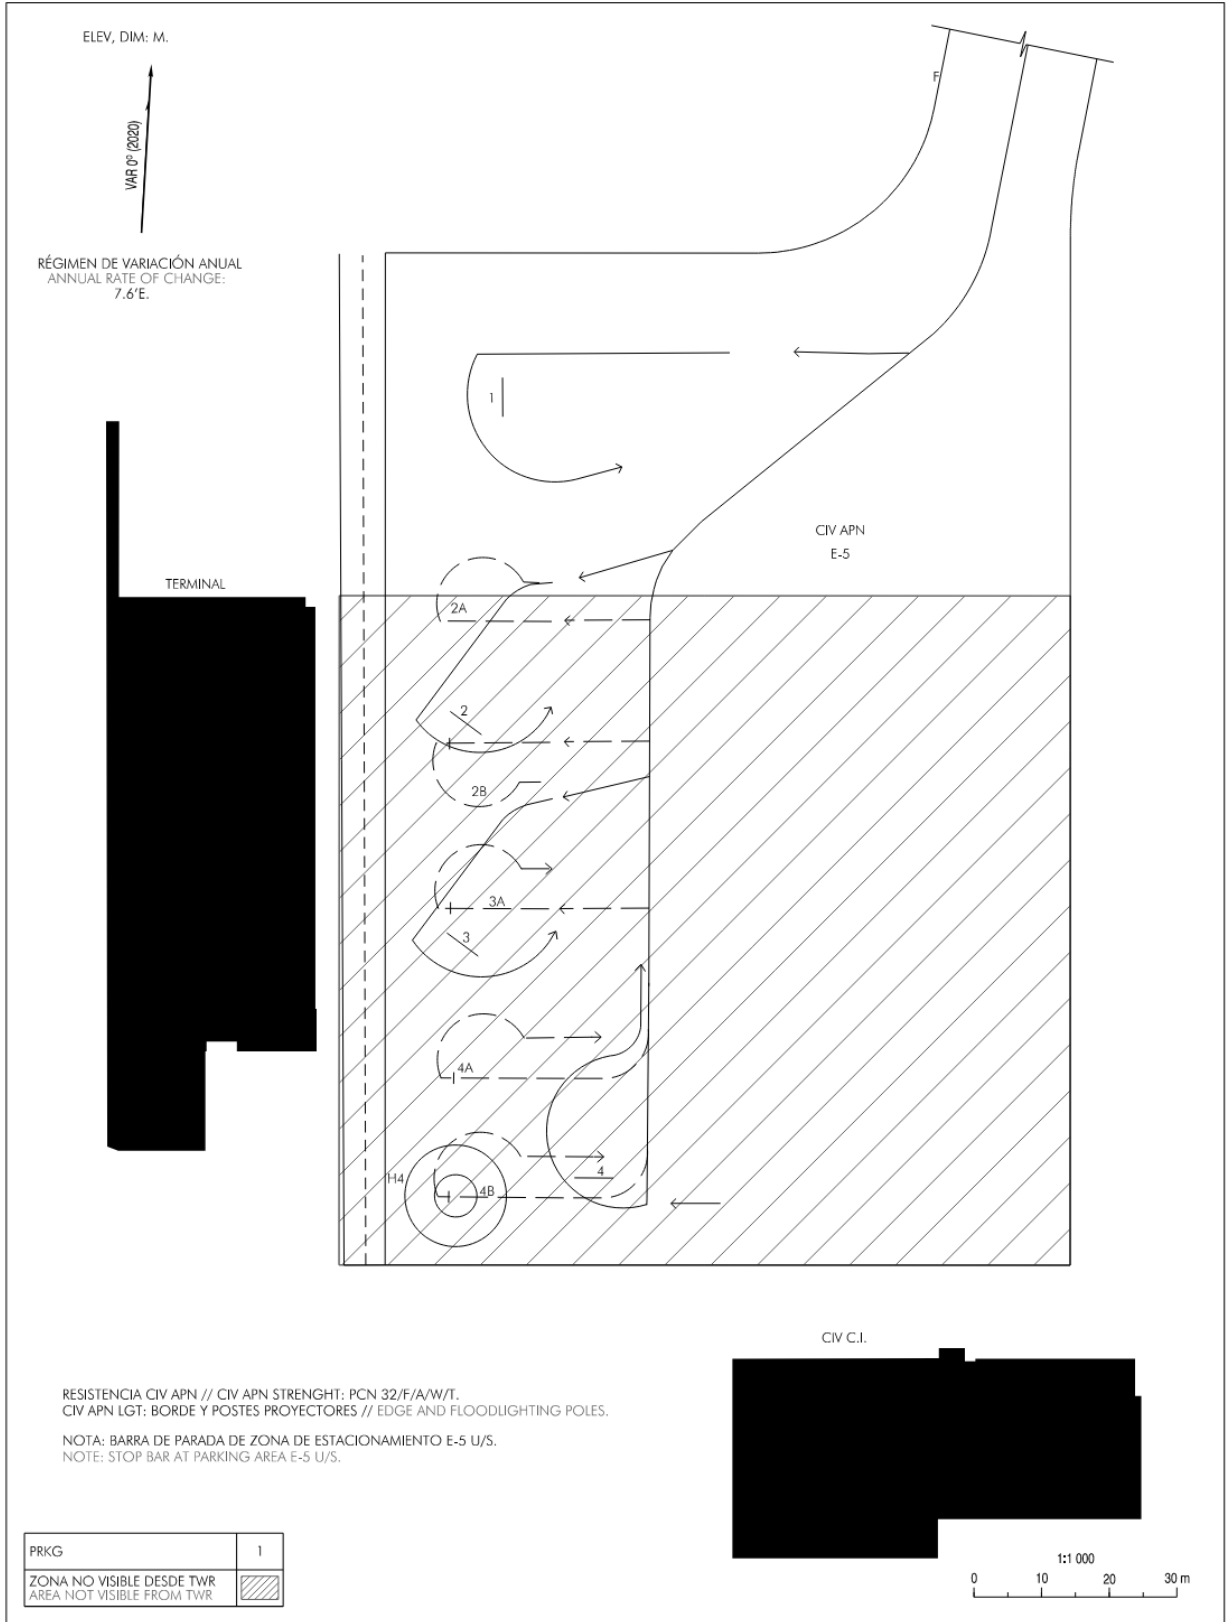 ELEV, DIM: M.
VAR 0º (2020)
RÉGIMEN DE VARIACIÓN ANUAL
ANNUAL RATE OF CHANGE:
7.6'E.
F
1
CIV APN
E-5
TERMINAL
2A
2
2B
3A
3
4A
H4
4B
4
CIV C.I.
RESISTENCIA CIV APN // CIV APN STRENGHT: PCN 32/F/A/W/T.
CIV APN LGT: BORDE Y POSTES PROYECTORES // EDGE AND FLOODLIGHTING POLES.
NOTA: BARRA DE PARADA DE ZONA DE ESTACIONAMIENTO E-5 U/S.
NOTE: STOP BAR AT PARKING AREA E-5 U/S.
PRKG 1
ZONA NO VISIBLE DESDE TWR
AREA NOT VISIBLE FROM TWR
1:1 000
0 10 20 30 m